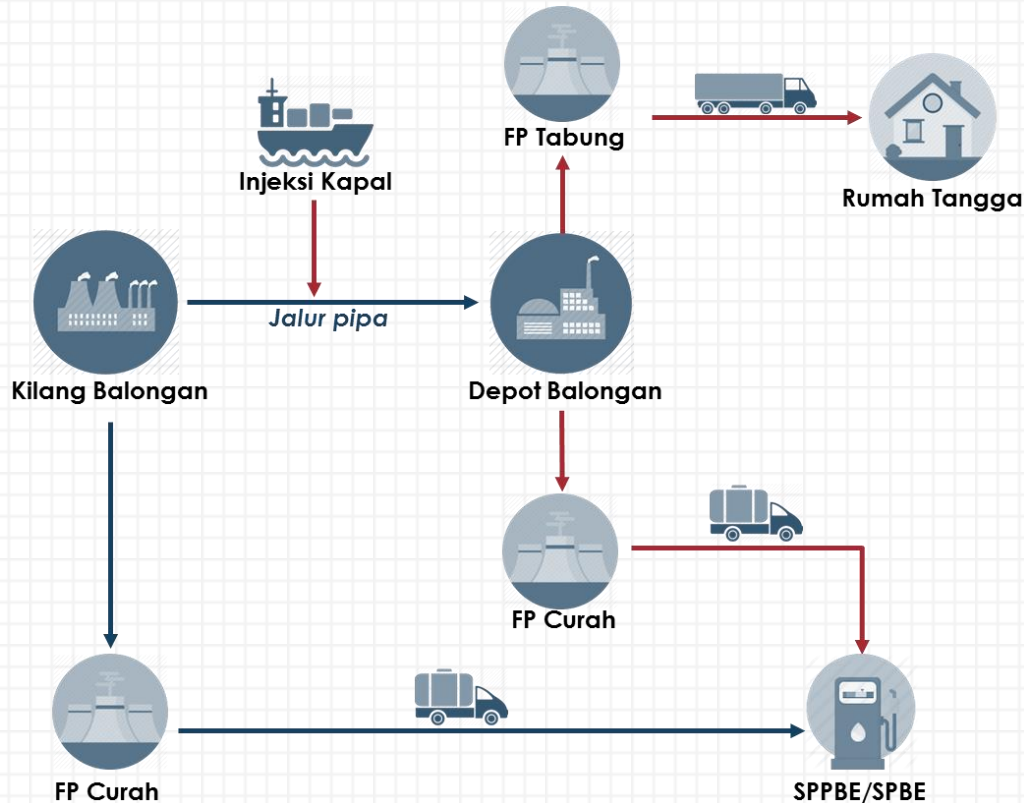 FP Tabung
Injeksi Kapal
Rumah Tangga
Jalur pipa
Kilang Balongan
Depot Balongan
FP Curah
FP Curah
SPPBE/SPBE